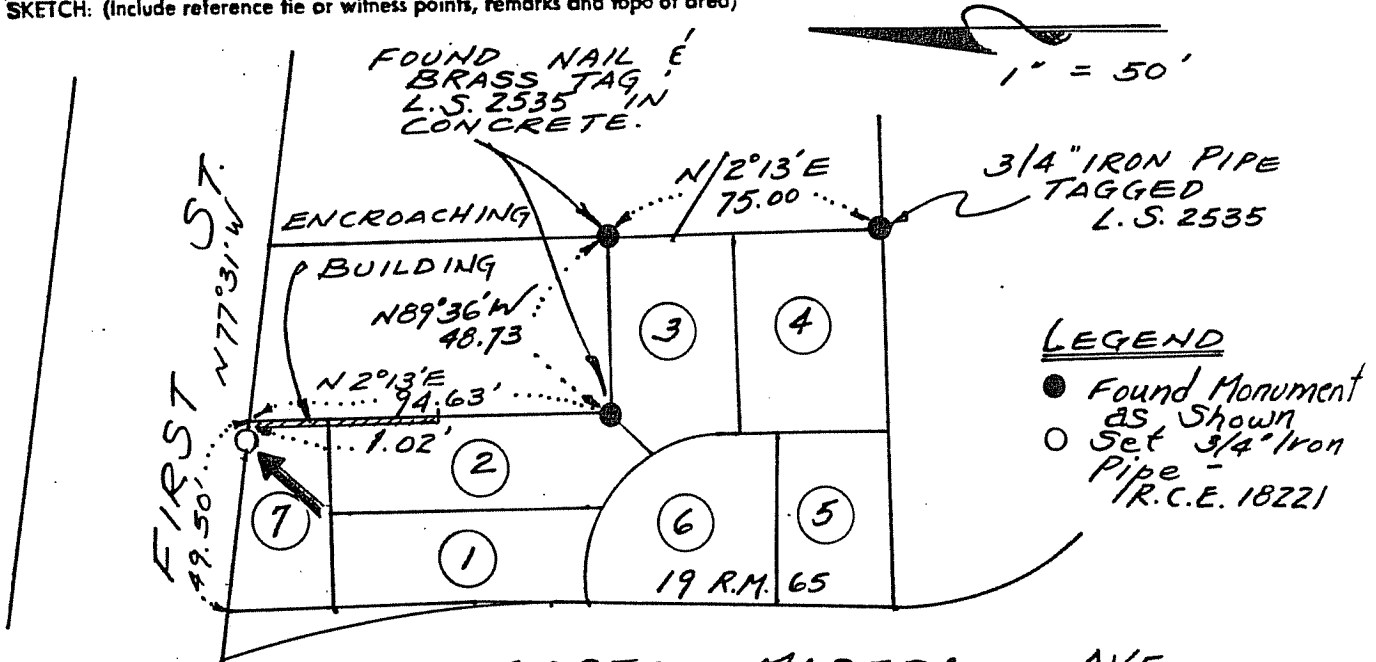 SKETCH: (Include reference tie or witness points, remarks and topo of area)
1" = 50'
FOUND NAIL &
BRASS TAG
L.S. 2535 IN
CONCRETE.
N12°13'E
75.00
3/4" IRON PIPE
TAGGED
L.S. 2535
ENCROACHING
BUILDING
N89°36'W
48.73
N2°13'E
94.63'
1.02'
FIRST ST.
N77°31'W
49.50'
3
4
2
7
1
6
5
19 R.M. 65
LEGEND
Found Monument
as Shown
Set 3/4" Iron
Pipe -
R.C.E. 18221
AVE